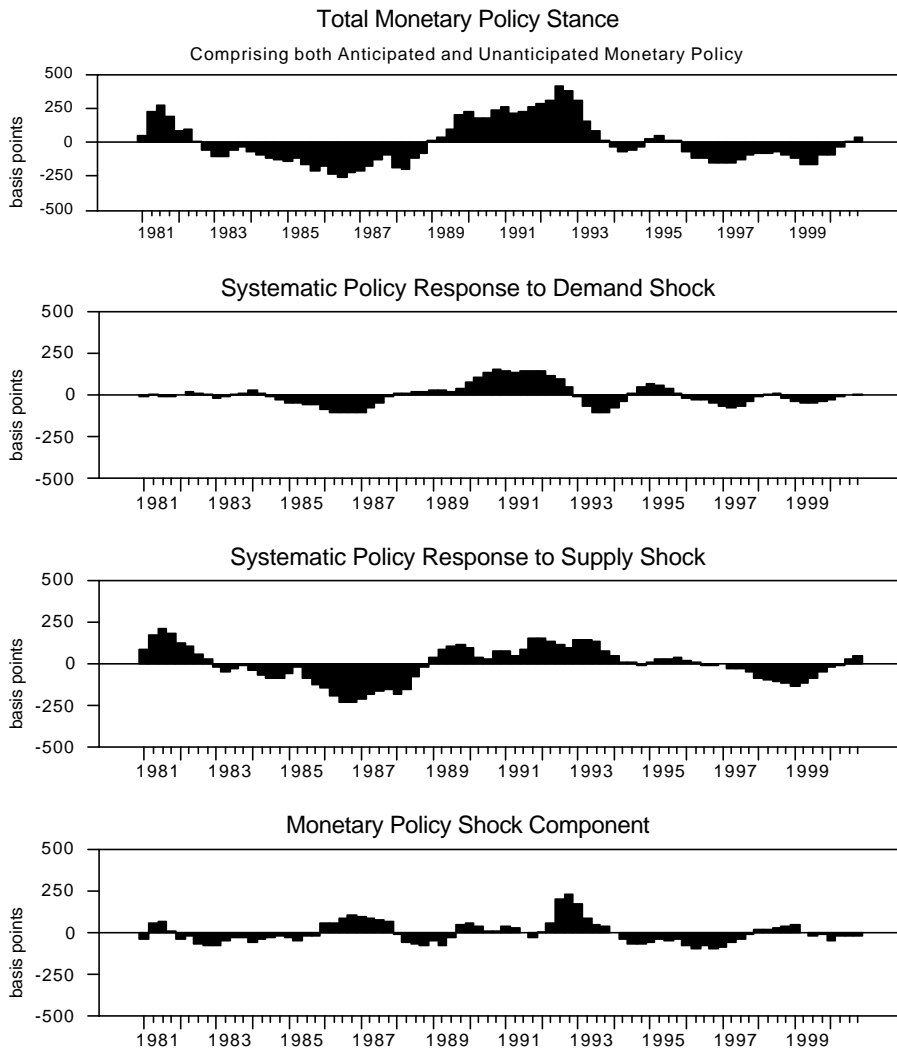 Total Monetary Policy Stance
Comprising both Anticipated and Unanticipated Monetary Policy
500
250
0
-250
-500
basis points
1981 1983 1985 1987 1989 1991 1993 1995 1997 1999
Systematic Policy Response to Demand Shock
500
250
0
-250
-500
basis points
1981 1983 1985 1987 1989 1991 1993 1995 1997 1999
Systematic Policy Response to Supply Shock
500
250
0
-250
-500
basis points
1981 1983 1985 1987 1989 1991 1993 1995 1997 1999
Monetary Policy Shock Component
500
250
0
-250
-500
basis points
1981 1983 1985 1987 1989 1991 1993 1995 1997 1999